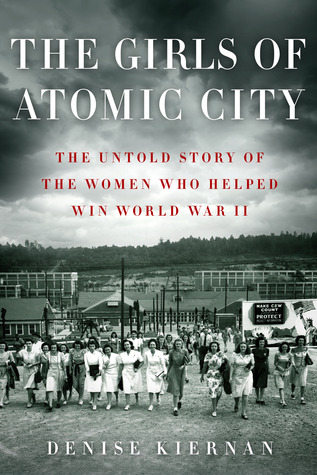 THE GIRLS OF
ATOMIC CITY
THE UNTOLD STORY OF
THE WOMEN WHO HELPED
WIN WORLD WAR II
MAKE C.E.W.
COUNT
PROTECT
DENISE KIERNAN